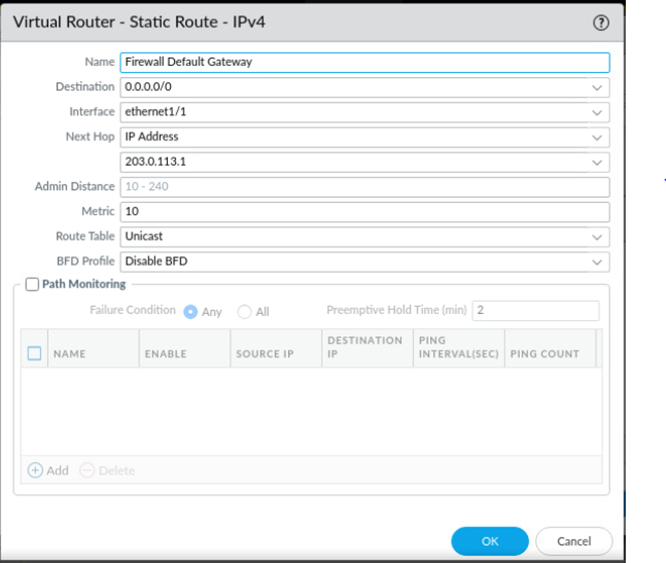 Virtual Router - Static Route - IPv4 ?
Name Firewall Default Gateway
Destination 0.0.0.0/0
Interface ethernet1/1
Next Hop IP Address
203.0.113.1
Admin Distance 10 - 240
Metric 10
Route Table Unicast
BFD Profile Disable BFD
Path Monitoring
Failure Condition Any All Preemptive Hold Time (min) 2
NAME ENABLE SOURCE IP DESTINATION IP PING INTERVAL(SEC) PING COUNT
Add Delete
OK Cancel